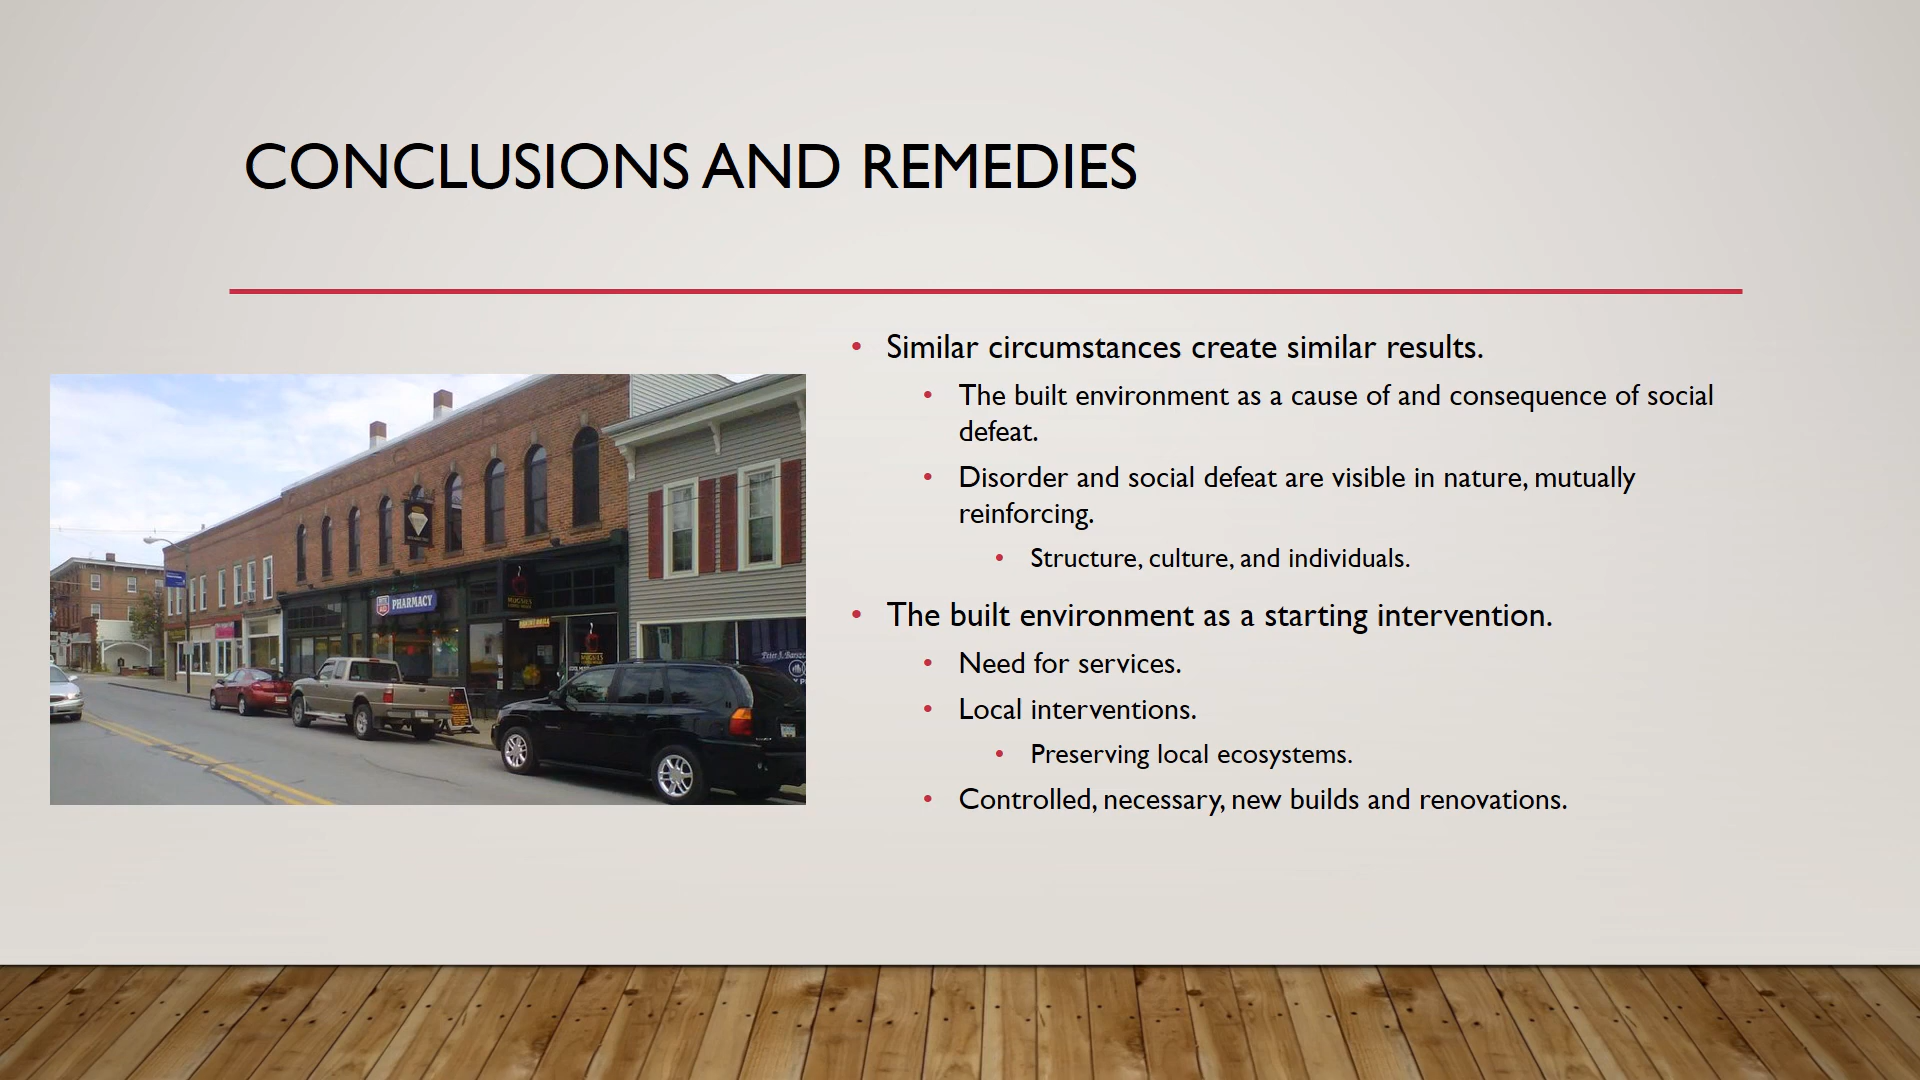 CONCLUSIONS AND REMEDIES
• Similar circumstances create similar results.
• The built environment as a cause of and consequence of social
defeat.
• Disorder and social defeat are visible in nature, mutually
reinforcing.
• Structure, culture, and individuals.
• The built environment as a starting intervention.
• Need for services.
• Local interventions.
• Preserving local ecosystems.
• Controlled, necessary, new builds and renovations.
RITE AID PHARMACY